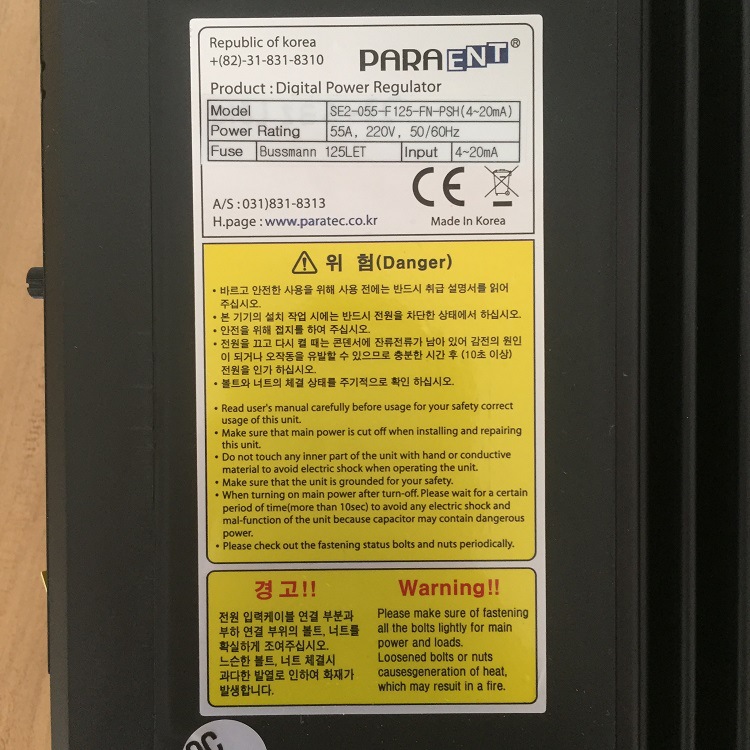 Republic of korea
+(82)-31-831-8310
PARAENT®
Product : Digital Power Regulator
Model SE2-055-F125-FN-PSH(4~20mA)
Power Rating 55A, 220V, 50/60Hz
Fuse Bussmann 125LET Input 4~20mA
CE
A/S : 031)831-8313
H.page : www.paratec.co.kr
Made In Korea
위 험(Danger)
• 바르고 안전한 사용을 위해 사용 전에는 반드시 취급 설명서를 읽어
주십시오.
• 본 기기의 설치 작업 시에는 반드시 전원을 차단한 상태에서 하십시오.
• 안전을 위해 접지를 하여 주십시오.
• 전원을 끄고 다시 켤 때는 콘덴서에 잔류전류가 남아 있어 감전의 원인
이 되거나 오작동을 유발할 수 있으므로 충분한 시간 후 (10초 이상)
전원을 인가 하십시오.
• 볼트와 너트의 체결 상태를 주기적으로 확인 하십시오.
• Read user's manual carefully before usage for your safety correct
usage of this unit.
• Make sure that main power is cut off when installing and repairing
this unit.
• Do not touch any inner part of the unit with hand or conductive
material to avoid electric shock when operating the unit.
• Make sure that the unit is grounded for your safety.
• When turning on main power after turn-off. Please wait for a certain
period of time(more than 10sec) to avoid any electric shock and
mal-function of the unit because capacitor may contain dangerous
power.
• Please check out the fastening status bolts and nuts periodically.
경 고!!
전원 입력케이블 연결 부분과
부하 연결 부위의 볼트, 너트를
확실하게 조여주십시오.
느슨한 볼트, 너트 체결시
과다한 발열로 인하여 화재가
발생합니다.
Warning!!
Please make sure of fastening
all the bolts lightly for main
power and loads.
Loosened bolts or nuts
causesgeneration of heat,
which may result in a fire.